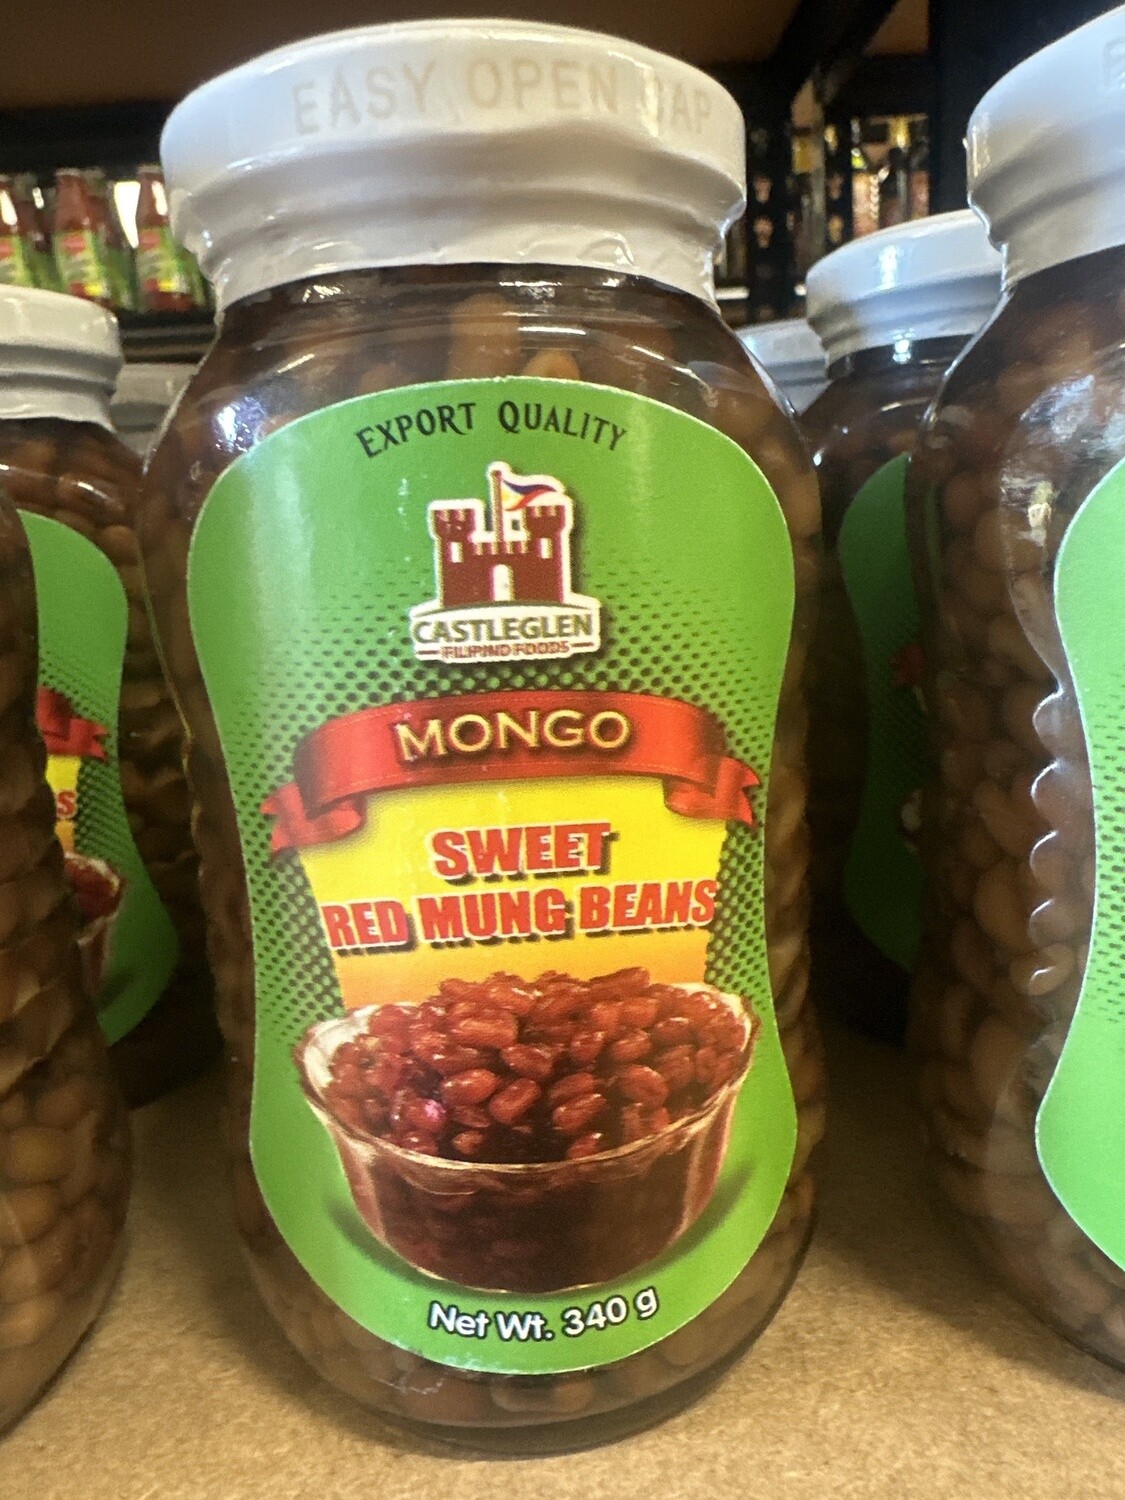 EASY OPEN CAP
EXPORT QUALITY
CASTLEGLEN
FILIPINO FOODS
MONGO
SWEET
RED MUNG BEANS
Net Wt. 340 g
S